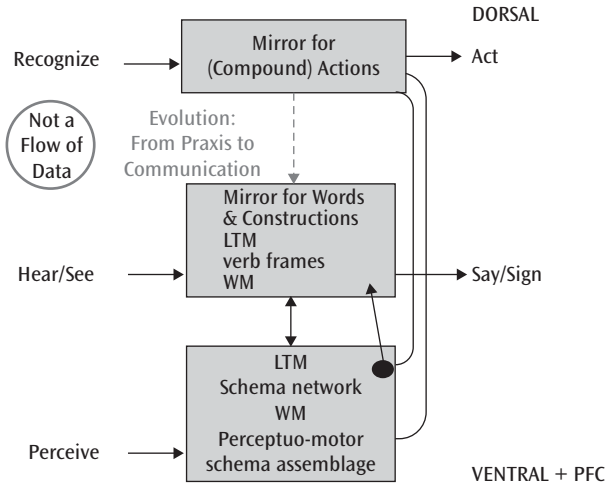 DORSAL
Recognize
Mirror for
(Compound) Actions
Act
Not a
Flow of
Data
Evolution:
From Praxis to
Communication
Mirror for Words
& Constructions
LTM
verb frames
WM
Hear/See
Say/Sign
LTM
Schema network
WM
Perceptuo-motor
schema assemblage
Perceive
VENTRAL + PFC